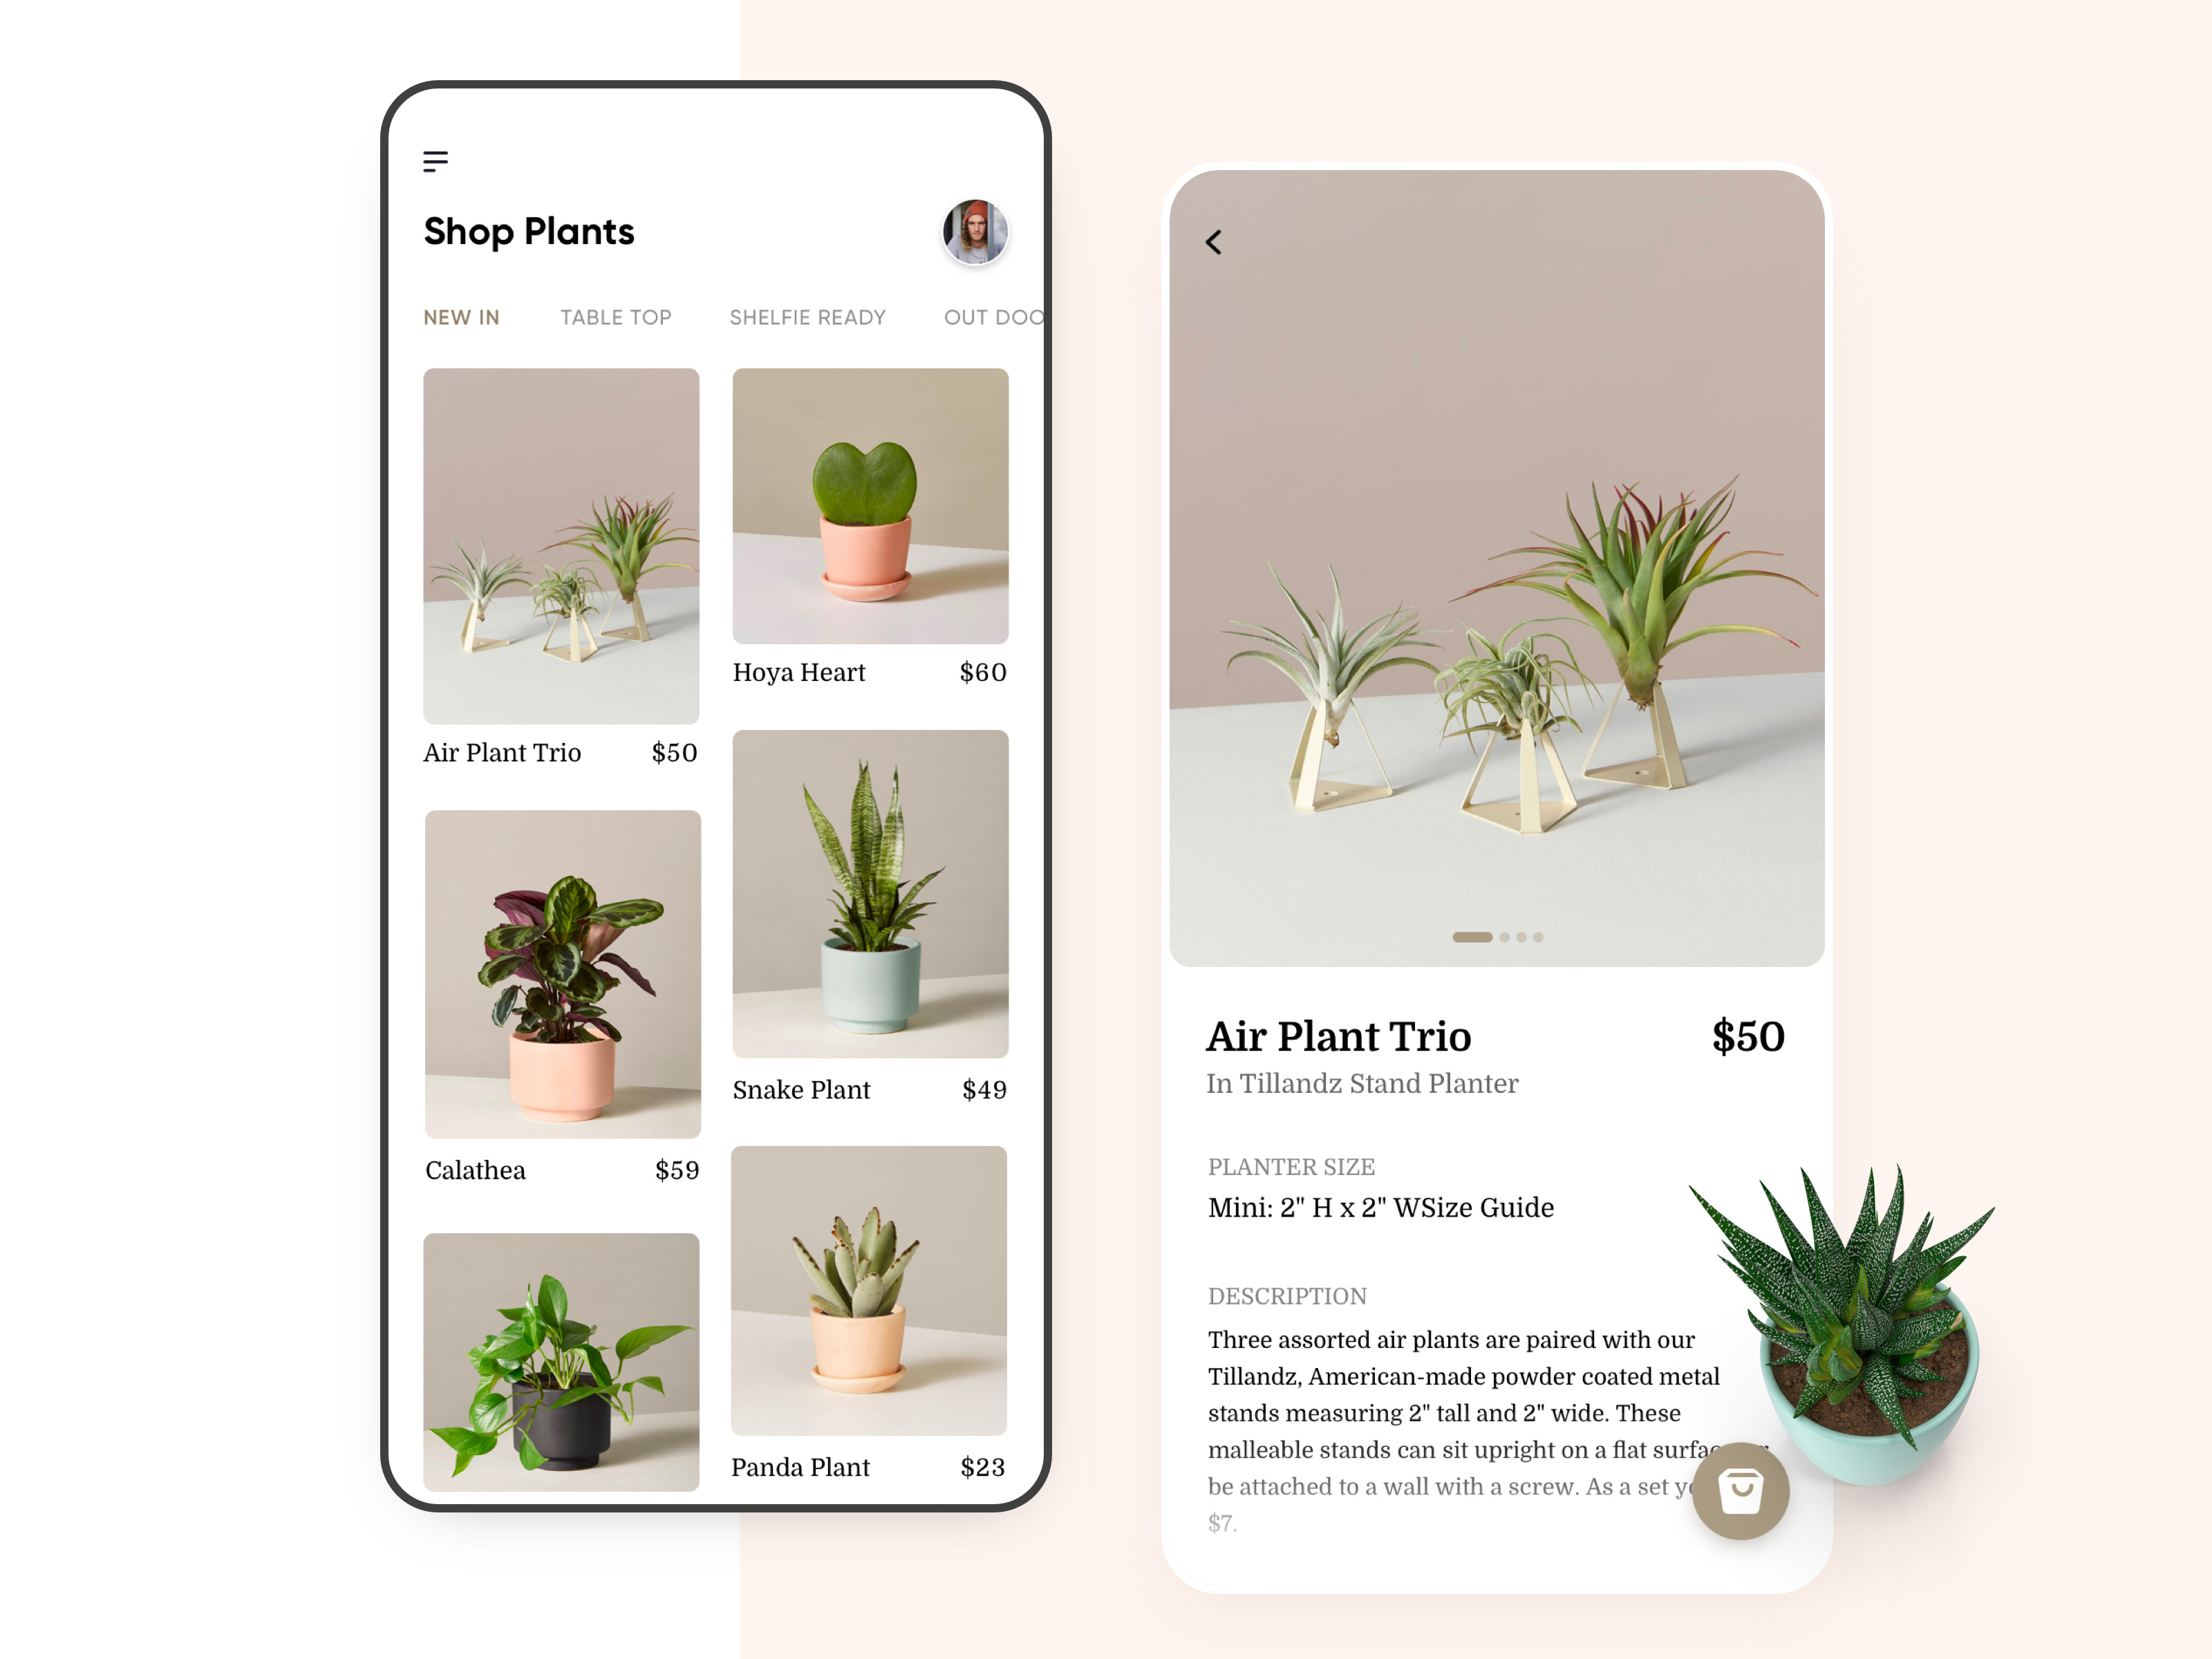 Shop Plants
NEW IN
TABLE TOP
SHELFIE READY
OUT DOO
Hoya Heart $60
Air Plant Trio $50
Snake Plant $49
Calathea $59
Panda Plant $23
Air Plant Trio $50
In Tillandz Stand Planter
PLANTER SIZE
Mini: 2" H x 2" WSize Guide
DESCRIPTION
Three assorted air plants are paired with our
Tillandz, American-made powder coated metal
stands measuring 2" tall and 2" wide. These
malleable stands can sit upright on a flat
be attached to a wall with a screw. As a set
$7.